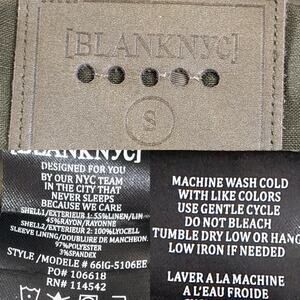 [BLANKNYC]
S
[BLANKNYC]
DESIGNED FOR YOU
BY OUR NYC TEAM
IN THE CITY THAT
NEVER SLEEPS
BECAUSE WE CARE
SHELL1/EXTERIEUR 1: 55%LINEN/LIN
45%RAYON/RAYONNE
SHELL2/EXTERIEUR 2: 100%LYOCELL
SLEEVE LINING/DOUBLURE DE MANCHE
97%POLYESTER
3%SPANDEX
STYLE /MODELE # 66IG-5106EE
PO# 106618
RN# 114542
MACHINE WASH COLD
WITH LIKE COLORS
USE GENTLE CYCLE
DO NOT BLEACH
TUMBLE DRY LOW OR HANG
LOW IRON IF NEEDED
LAVER A LA MACHINE
A L'EAU FROIDE